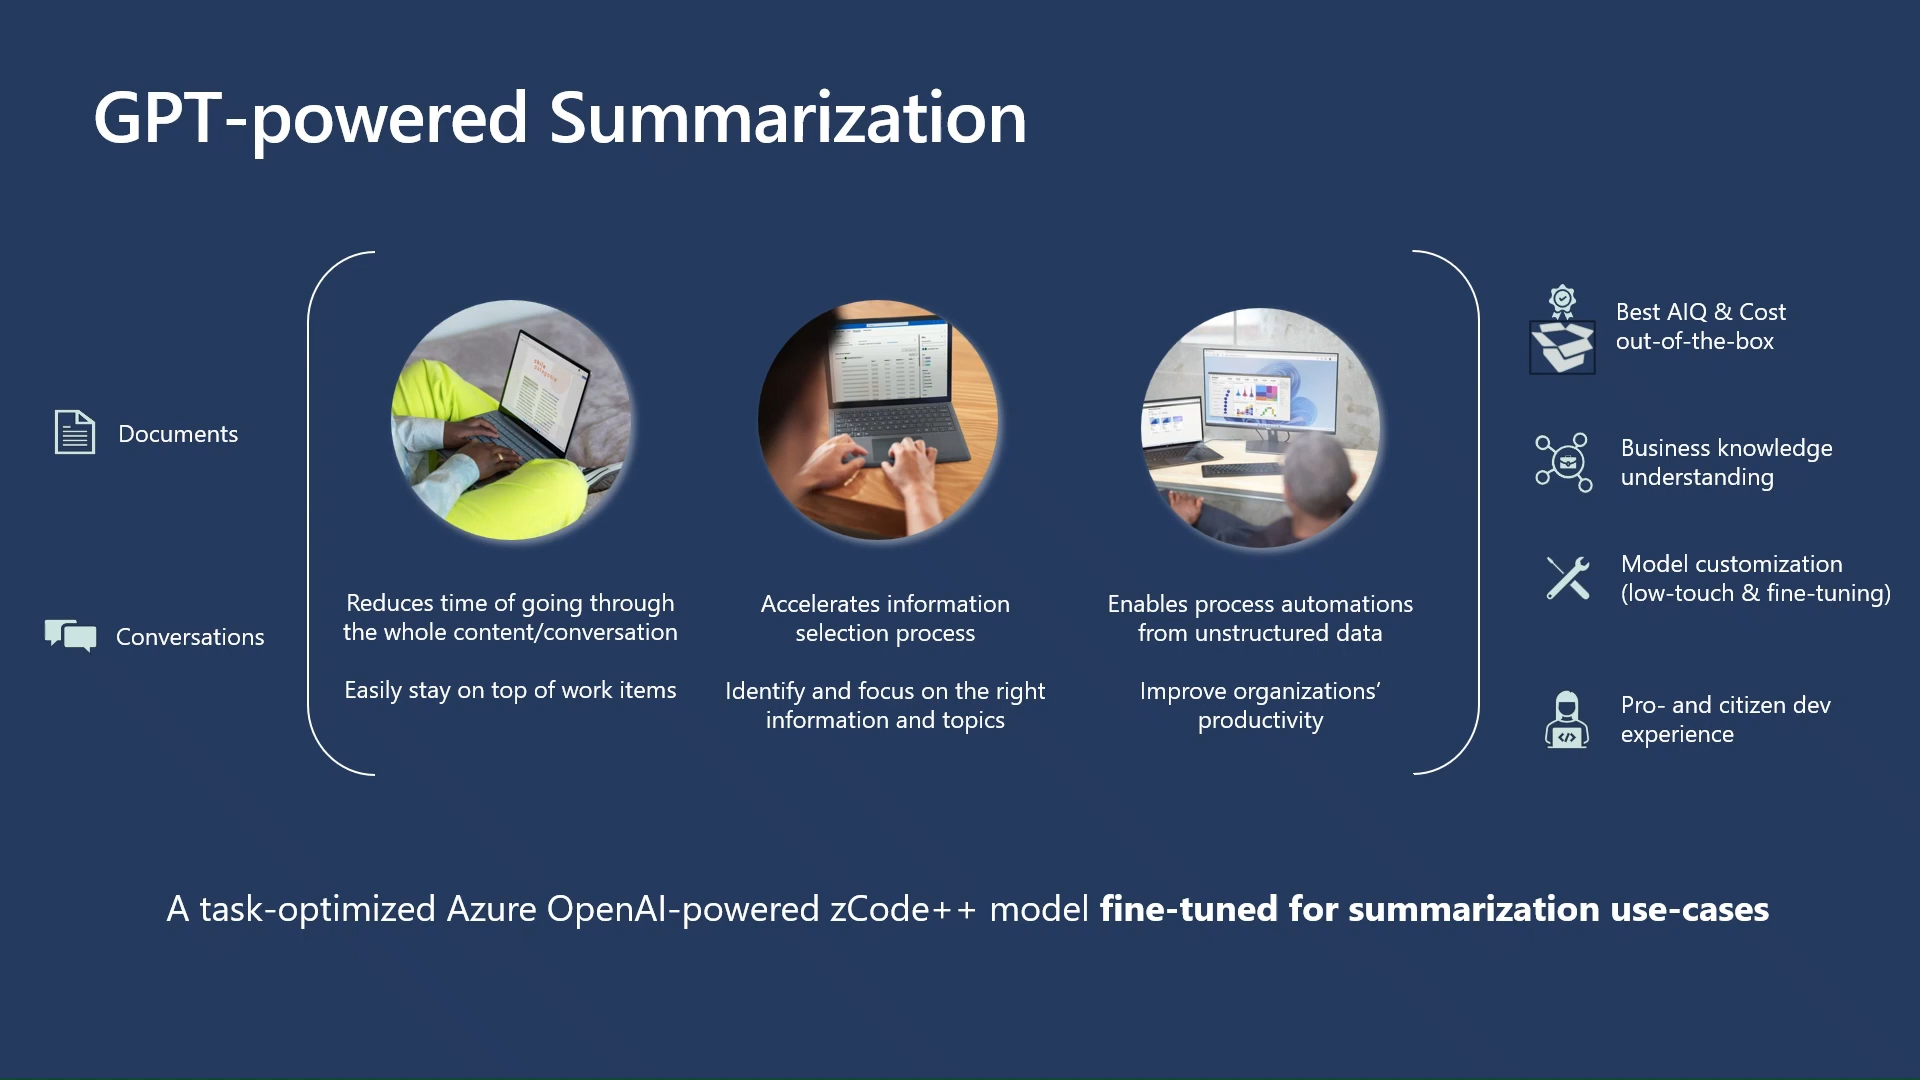 GPT-powered Summarization
Documents
Conversations
Reduces time of going through
the whole content/conversation
Easily stay on top of work items
Accelerates information
selection process
Identify and focus on the right
information and topics
Enables process automations
from unstructured data
Improve organizations’
productivity
Best AIQ & Cost
out-of-the-box
Business knowledge
understanding
Model customization
(low-touch & fine-tuning)
Pro- and citizen dev
experience
A task-optimized Azure OpenAI-powered zCode++ model fine-tuned for summarization use-cases